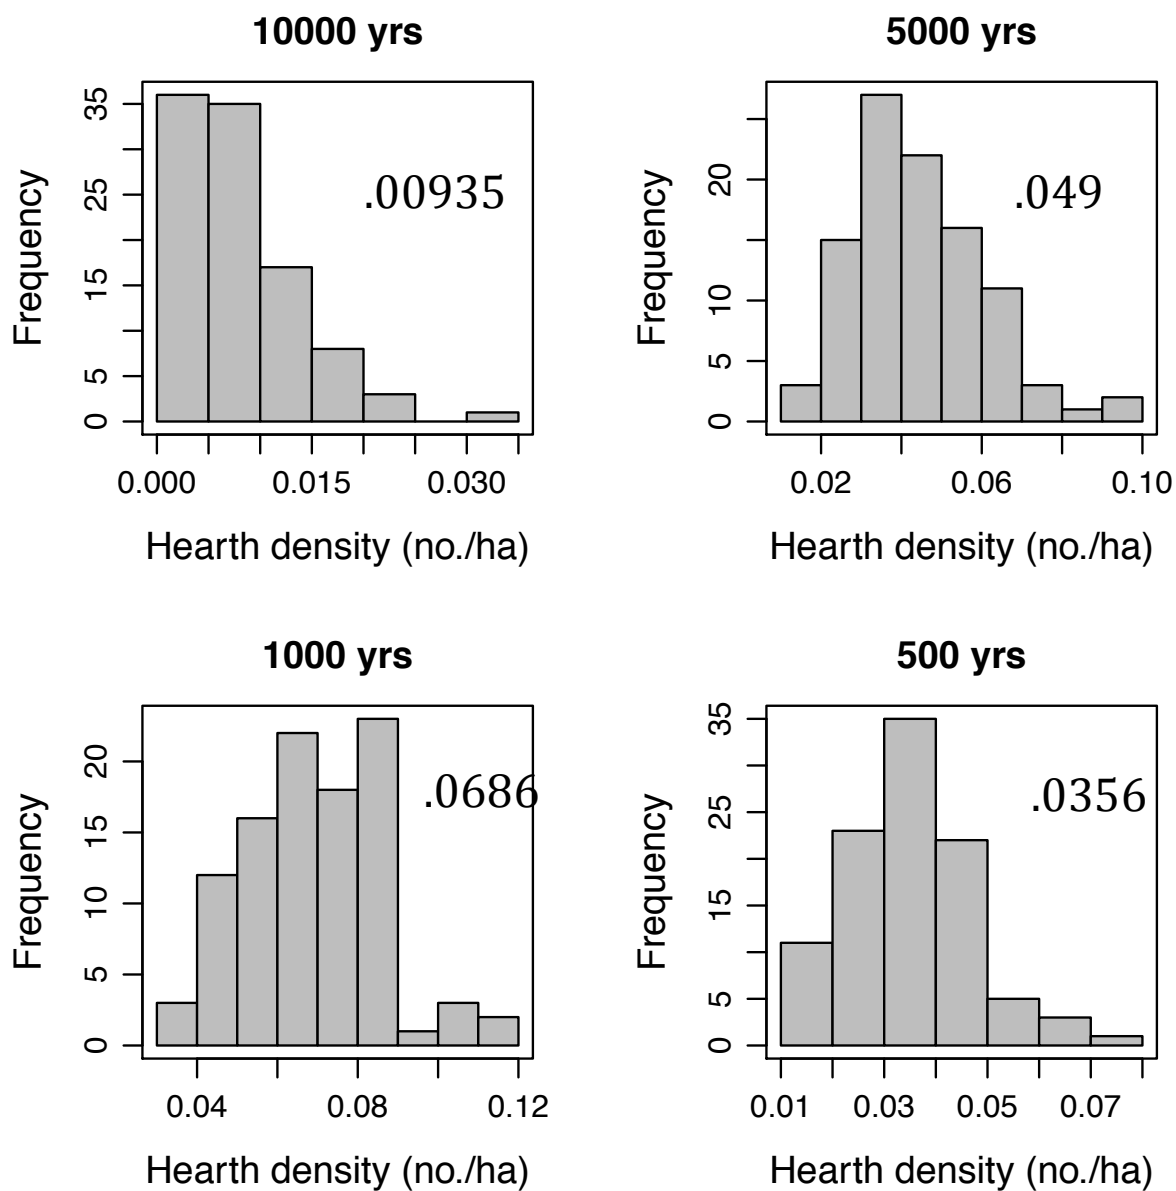 10000 yrs
Frequency
35
25
15
5
0
.00935
0.000 0.015 0.030
Hearth density (no./ha)
5000 yrs
Frequency
20
10
5
0
.049
0.02 0.06 0.10
Hearth density (no./ha)
1000 yrs
Frequency
20
15
10
5
0
.0686
0.04 0.08 0.12
Hearth density (no./ha)
500 yrs
Frequency
35
25
15
5
0
.0356
0.01 0.03 0.05 0.07
Hearth density (no./ha)